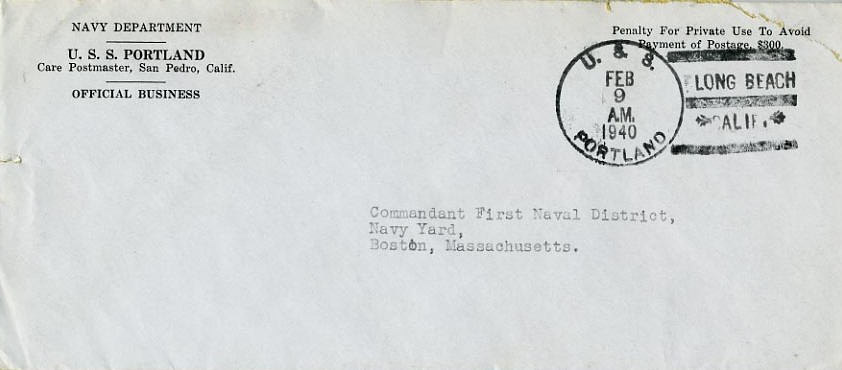 NAVY DEPARTMENT
U. S. S. PORTLAND
Care Postmaster, San Pedro, Calif.
OFFICIAL BUSINESS
Penalty For Private Use To Avoid
Payment of Postage, $300.
U. S. S.
FEB
9
A.M.
1940
PORTLAND
LONG BEACH
CALIF.
Commandant First Naval District,
Navy Yard,
Boston, Massachusetts.